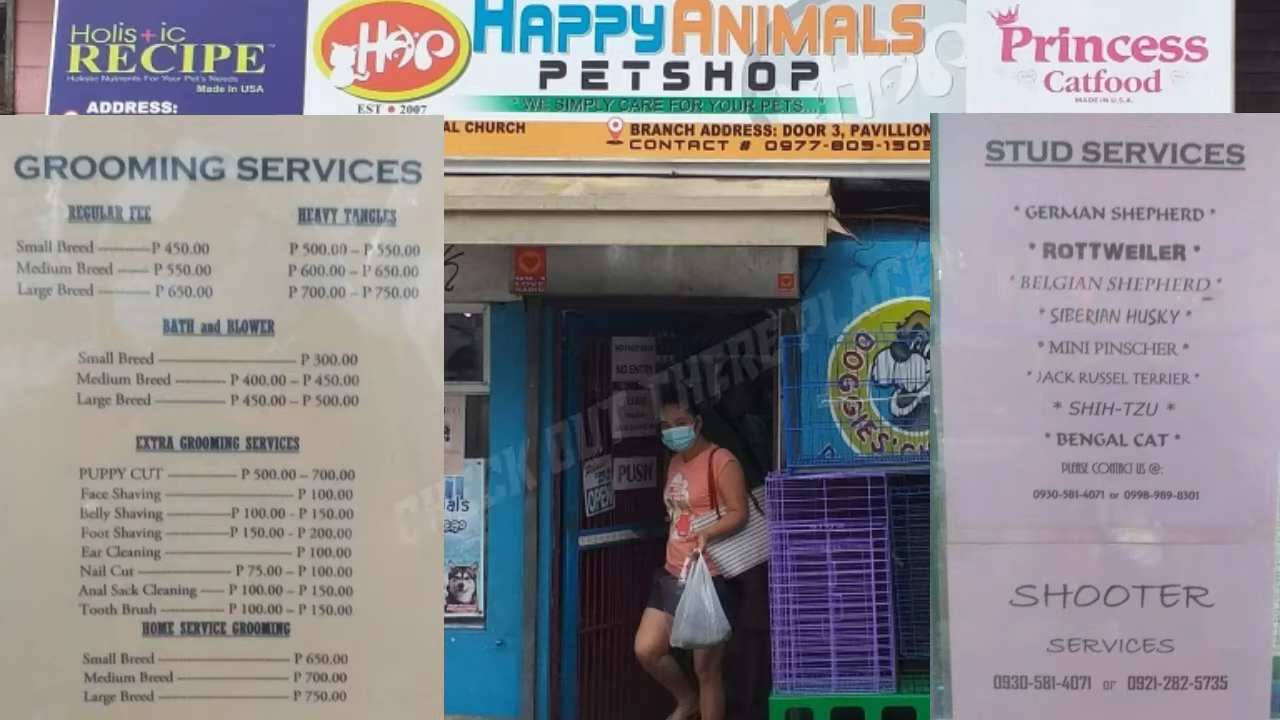 Holis+ic
RECIPE
Holistic Nutrients For Your Pet's Needs
Made In USA
ADDRESS:
HAP
EST • 2007
HAPPY ANIMALS
PETSHOP
"WE SIMPLY CARE FOR YOUR PETS..."
Princess
Catfood
MADE IN U.S.A.
AL CHURCH
BRANCH ADDRESS: DOOR 3, PAVILLION
CONTACT # 0977-805-1503
GROOMING SERVICES
REGULAR FEE HEAVY TANGLES
Small Breed P 450.00 P 500.00 – P 550.00
Medium Breed P 550.00 P 600.00 – P 650.00
Large Breed P 650.00 P 700.00 – P 750.00
BATH and BLOWER
Small Breed P 300.00
Medium Breed P 400.00 – P 450.00
Large Breed P 450.00 – P 500.00
EXTRA GROOMING SERVICES
PUPPY CUT P 500.00 – 700.00
Face Shaving P 100.00
Belly Shaving P 100.00 - P 150.00
Foot Shaving P 150.00 - P 200.00
Ear Cleaning P 100.00
Nail Cut P 75.00 – P 100.00
Anal Sack Cleaning P 100.00 – P 150.00
Tooth Brush P 100.00 – P 150.00
HOME SERVICE GROOMING
Small Breed P 650.00
Medium Breed P 700.00
Large Breed P 750.00
NO ENTRY
PUSH
OPEN
DOGGIES'
CHECK OUT THERE PLACE
STUD SERVICES
* GERMAN SHEPHERD *
* ROTTWEILER *
* BELGIAN SHEPHERD *
* SIBERIAN HUSKY *
* MINI PINSCHER *
* JACK RUSSEL TERRIER *
* SHIH-TZU *
* BENGAL CAT *
PLEASE CONTACT US @:
0930-581-4071 or 0998-989-8301
SHOOTER
SERVICES
0930-581-4071 or 0921-282-5735